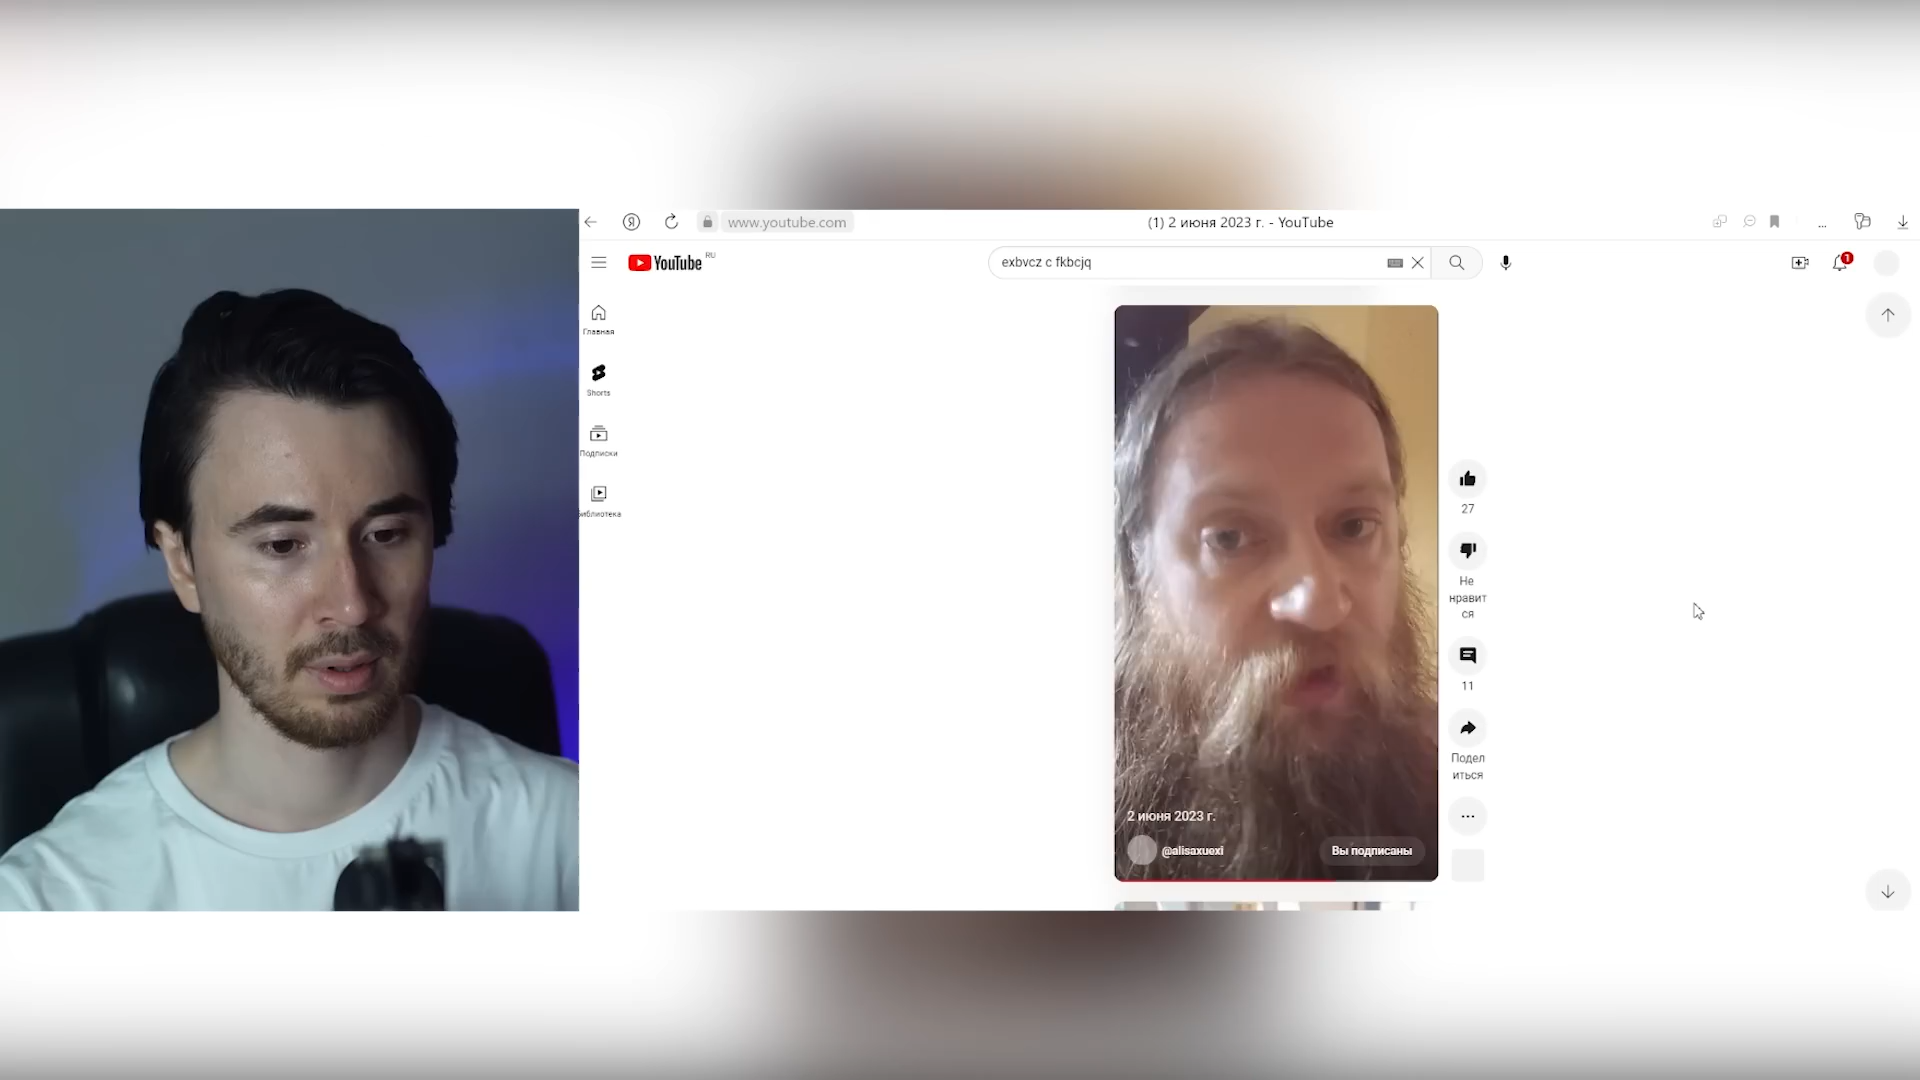 www.youtube.com
(1) 2 июня 2023 г. - YouTube
...
YouTube
RU
exbvcz c fkbcjq
1
Главная
Shorts
Подписки
библиотека
27
Не
нравит
ся
11
Подел
иться
2 июня 2023 г.
@alisaxuexi
Вы подписаны